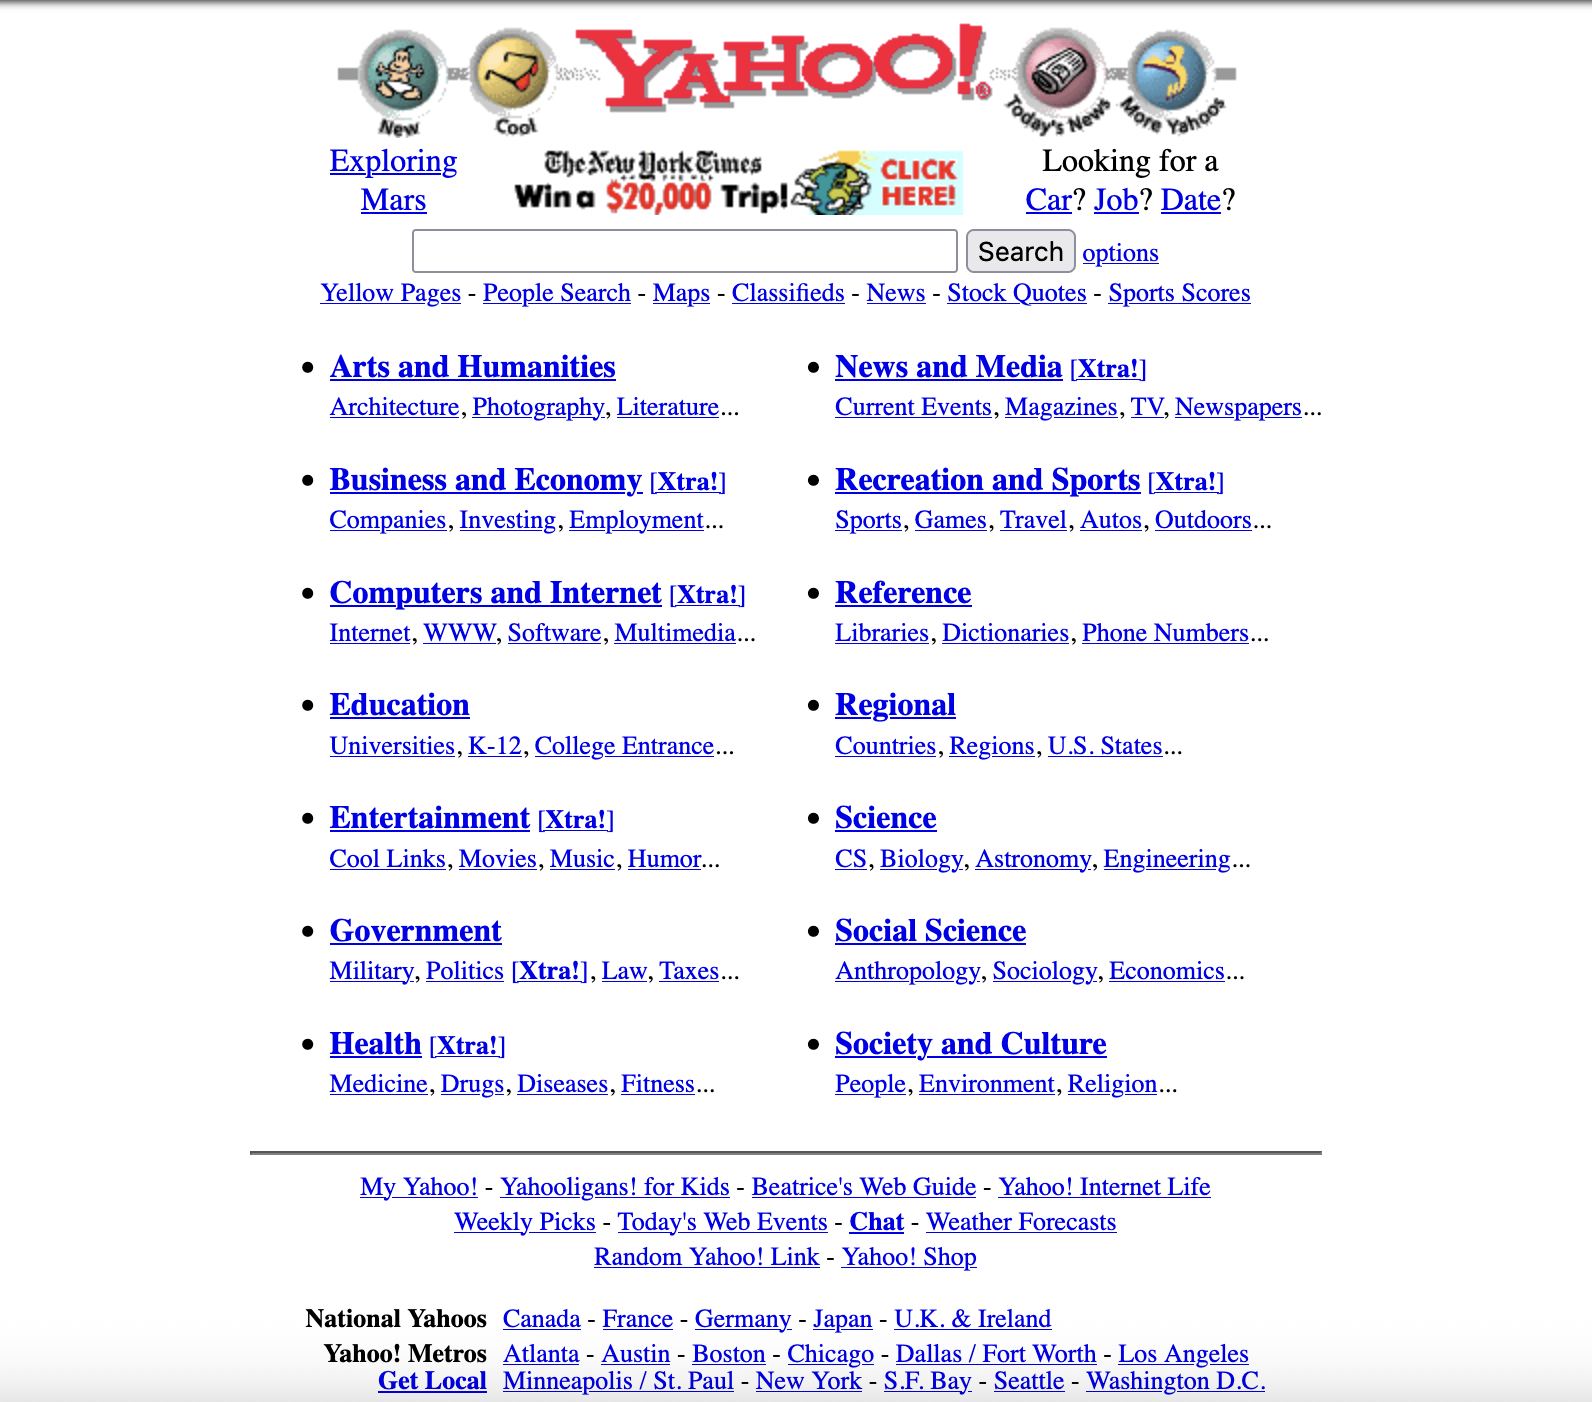 YAHOO!
New
Cool
Today's News
More Yahoos
Exploring
Mars
The New York Times
Win a $20,000 Trip!
CLICK
HERE!
Looking for a
Car? Job? Date?
Search options
Yellow Pages - People Search - Maps - Classifieds - News - Stock Quotes - Sports Scores
Arts and Humanities
Architecture, Photography, Literature...
News and Media [Xtra!]
Current Events, Magazines, TV, Newspapers...
Business and Economy [Xtra!]
Companies, Investing, Employment...
Recreation and Sports [Xtra!]
Sports, Games, Travel, Autos, Outdoors...
Computers and Internet [Xtra!]
Internet, WWW, Software, Multimedia...
Reference
Libraries, Dictionaries, Phone Numbers...
Education
Universities, K-12, College Entrance...
Regional
Countries, Regions, U.S. States...
Entertainment [Xtra!]
Cool Links, Movies, Music, Humor...
Science
CS, Biology, Astronomy, Engineering...
Government
Military, Politics [Xtra!], Law, Taxes...
Social Science
Anthropology, Sociology, Economics...
Health [Xtra!]
Medicine, Drugs, Diseases, Fitness...
Society and Culture
People, Environment, Religion...
My Yahoo! - Yahooligans! for Kids - Beatrice's Web Guide - Yahoo! Internet Life
Weekly Picks - Today's Web Events - Chat - Weather Forecasts
Random Yahoo! Link - Yahoo! Shop
National Yahoos Canada - France - Germany - Japan - U.K. & Ireland
Yahoo! Metros Atlanta - Austin - Boston - Chicago - Dallas / Fort Worth - Los Angeles
Get Local Minneapolis / St. Paul - New York - S.F. Bay - Seattle - Washington D.C.